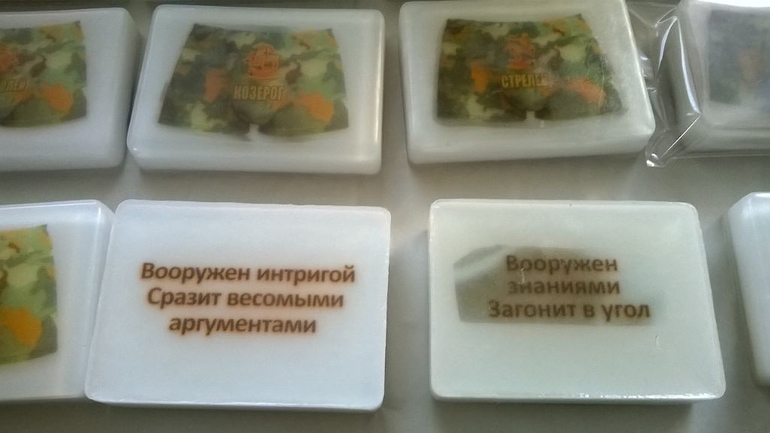 КОЗЕРОГ
СТРЕЛЕЦ
Вооружен интригой
Сразит весомыми
аргументами
Вооружен
знаниями
Загонит в угол